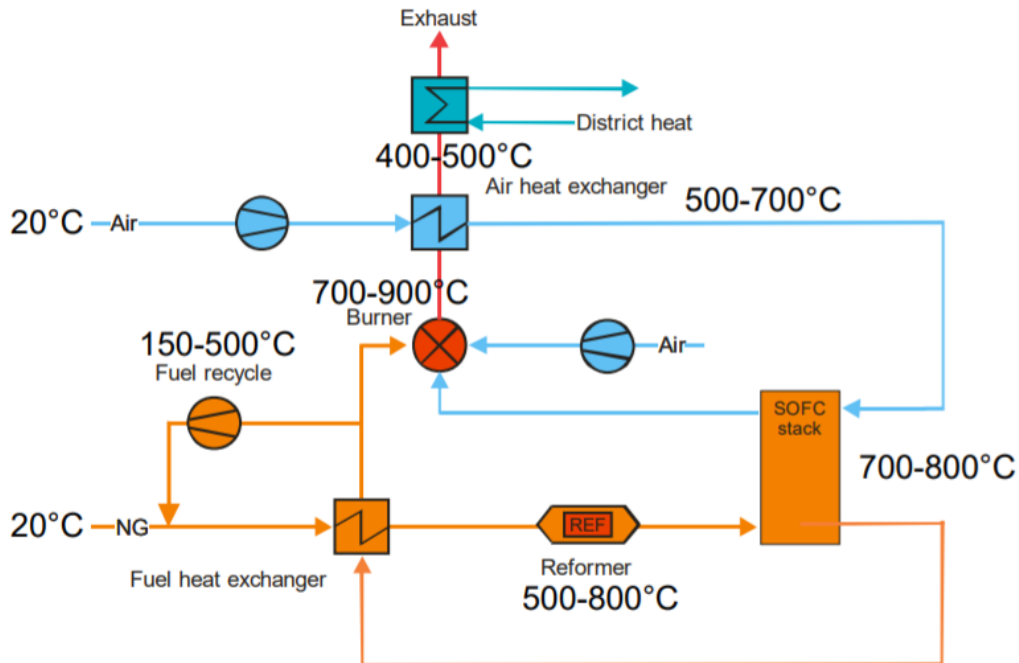 Exhaust
District heat
400-500°C
Air heat exchanger
500-700°C
20°C
Air
700-900°C
Burner
150-500°C
Fuel recycle
Air
SOFC
stack
700-800°C
20°C
NG
REF
Fuel heat exchanger
Reformer
500-800°C